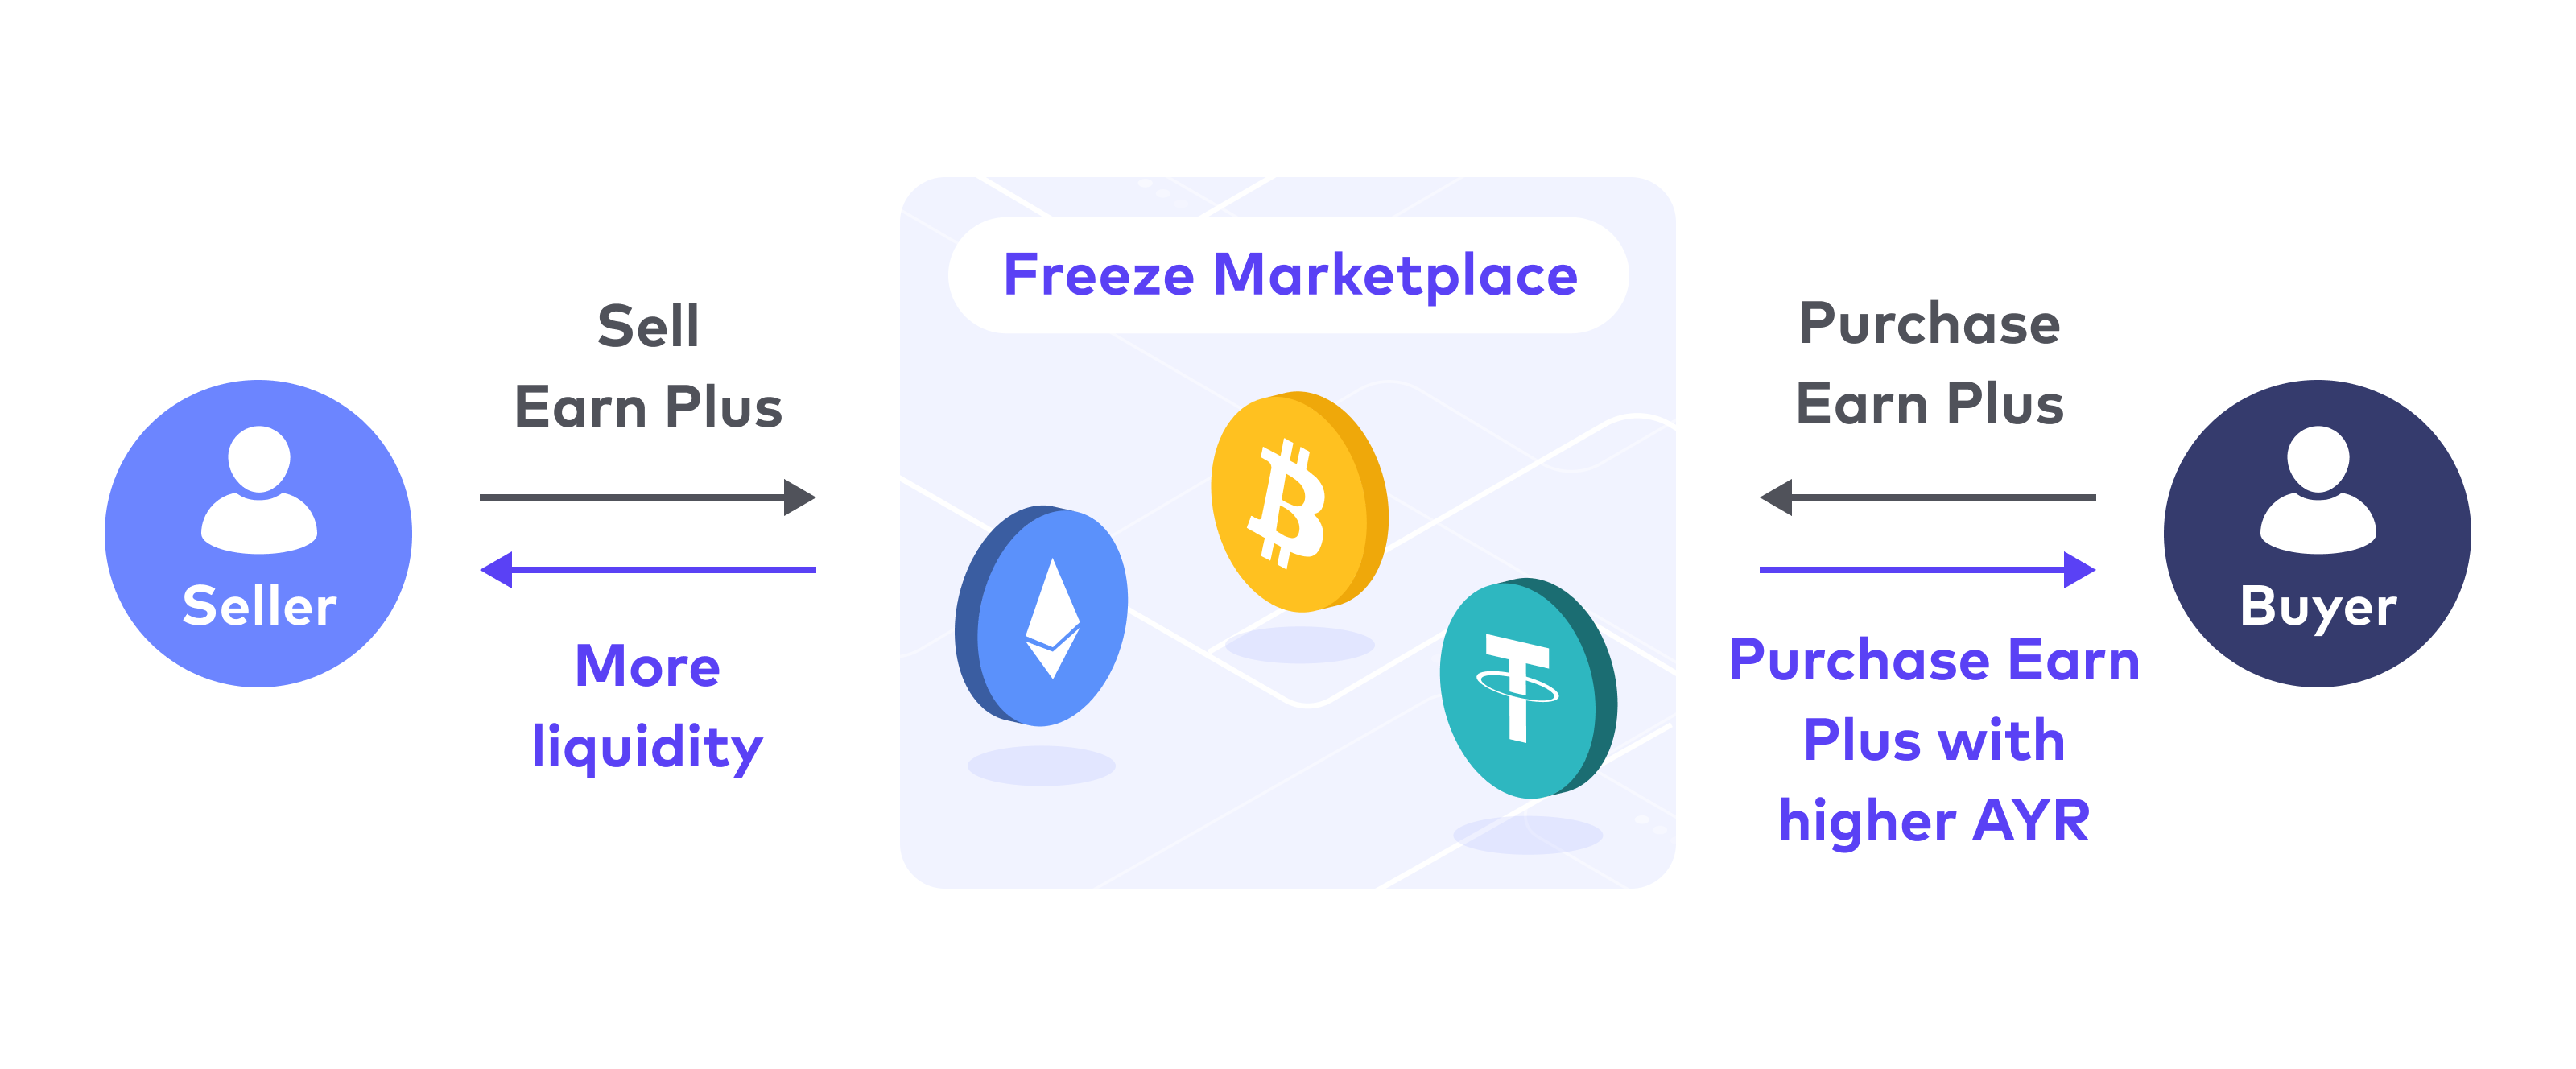 Freeze Marketplace
Sell
Earn Plus
Seller
More
liquidity
Purchase
Earn Plus
Buyer
Purchase Earn
Plus with
higher AYR